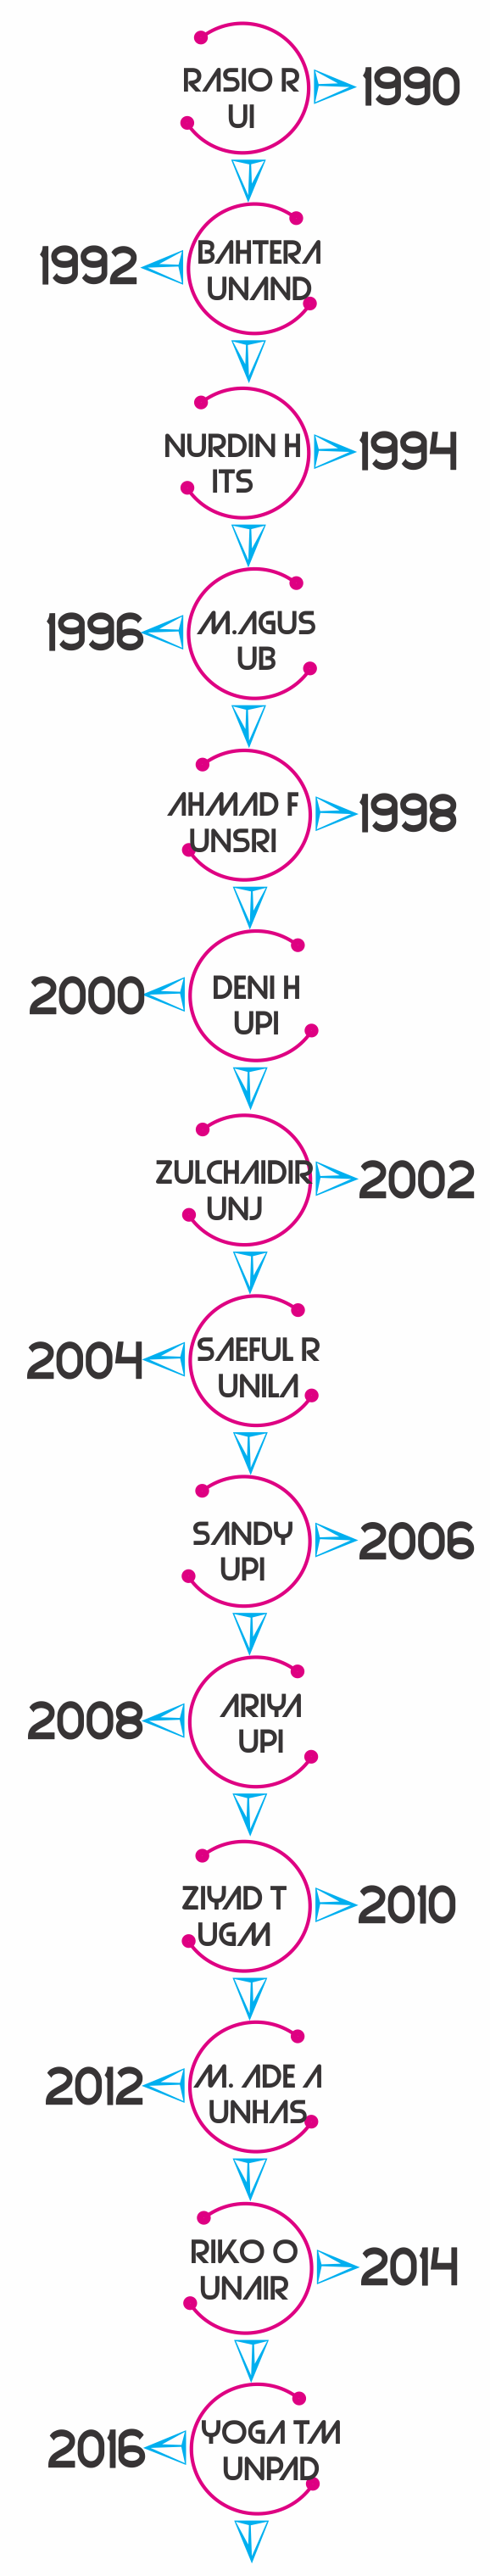 RASIO R
UI
1990
1992
BAHTERA
UNAND
NURDIN H
ITS
1994
1996
M.AGUS
UB
AHMAD F
UNSRI
1998
2000
DENI H
UPI
ZULCHAIDIR
UNJ
2002
2004
SAEFUL R
UNILA
SANDY
UPI
2006
2008
ARIYA
UPI
ZIYAD T
UGM
2010
2012
M. ADE A
UNHAS
RIKO O
UNAIR
2014
2016
YOGA TM
UNPAD